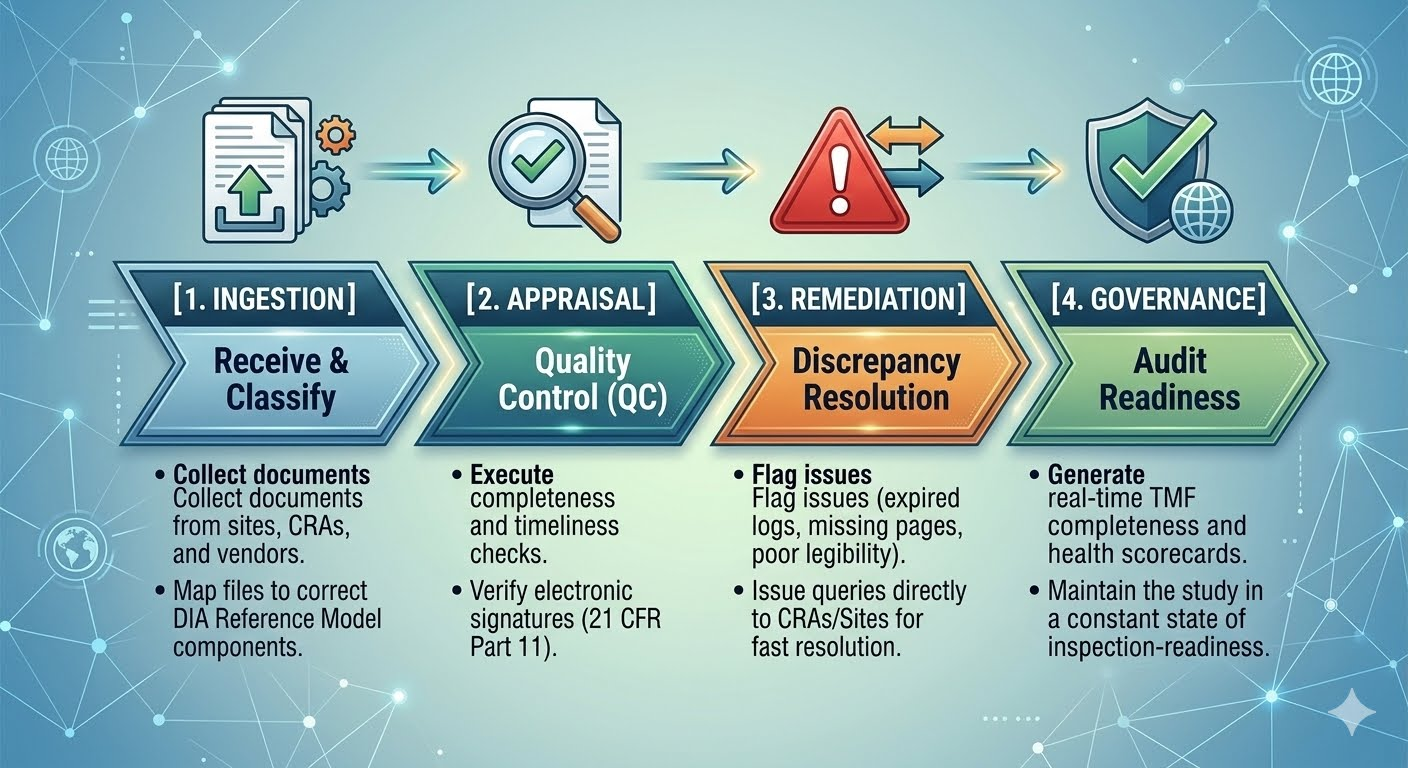 [1. INGESTION]
Receive &
Classify
• Collect documents
Collect documents
from sites, CRAs,
and vendors.
• Map files to correct
DIA Reference Model
components.
[2. APPRAISAL]
Quality
Control (QC)
• Execute
completeness
and timeliness
checks.
• Verify electronic
signatures (21 CFR
Part 11).
[3. REMEDIATION]
Discrepancy
Resolution
• Flag issues
Flag issues (expired
logs, missing pages,
poor legibility).
• Issue queries directly
to CRAs/Sites for
fast resolution.
[4. GOVERNANCE]
Audit
Readiness
• Generate
real-time TMF
completeness and
health scorecards.
• Maintain the study in
a constant state of
inspection-readiness.